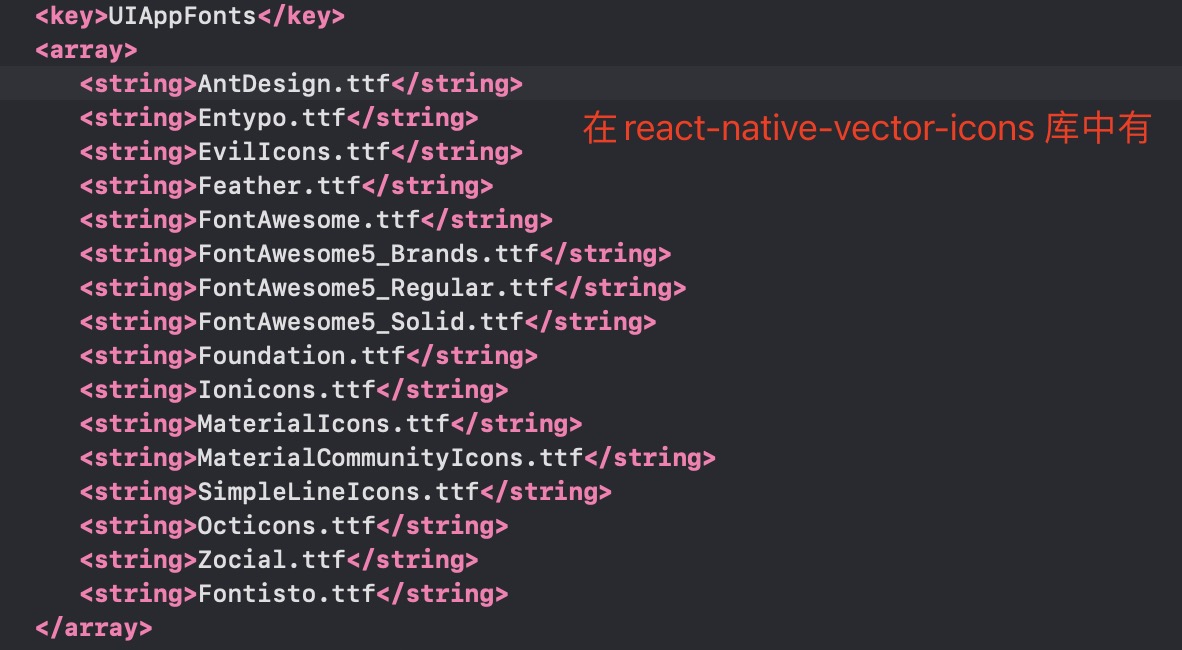 <key>UIAppFonts</key>
<array>
<string>AntDesign.ttf</string>
<string>Entypo.ttf</string>
在 react-native-vector-icons 库中有
<string>EvilIcons.ttf</string>
<string>Feather.ttf</string>
<string>FontAwesome.ttf</string>
<string>FontAwesome5_Brands.ttf</string>
<string>FontAwesome5_Regular.ttf</string>
<string>FontAwesome5_Solid.ttf</string>
<string>Foundation.ttf</string>
<string>Ionicons.ttf</string>
<string>MaterialIcons.ttf</string>
<string>MaterialCommunityIcons.ttf</string>
<string>SimpleLineIcons.ttf</string>
<string>Octicons.ttf</string>
<string>Zocial.ttf</string>
<string>Fontisto.ttf</string>
</array>